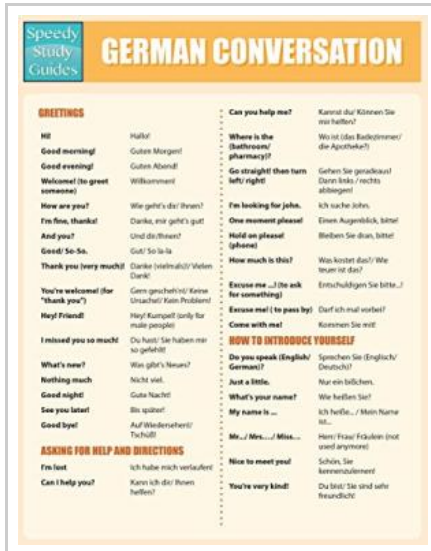 Speedy
Study
Guides
GERMAN CONVERSATION
GREETINGS
Hi! Hallo!
Good morning! Guten Morgen!
Good evening! Guten Abend!
Welcome! (to greet Willkommen!
someone)
How are you? Wie geht's dir/ Ihnen?
I'm fine, thanks! Danke, mir geht's gut!
And you? Und dir/Ihnen?
Good/ So-So. Gut/ So la-la
Thank you (very much)! Danke (vielmals)!/ Vielen
Dank!
You're welcome! (for Gern gescheh'n!/ Keine
"thank you") Ursache!/ Kein Problem!
Hey! Friend! Hey! Kumpel! (only for
male people)
I missed you so much! Du hast/ Sie haben mir
so gefehlt!
What's new? Was gibt's Neues?
Nothing much Nicht viel.
Good night! Gute Nacht!
See you later! Bis später!
Good bye! Auf Wiedersehen!/
Tschüß!
ASKING FOR HELP AND DIRECTIONS
I'm lost Ich habe mich verlaufen!
Can I help you? Kann ich dir/ Ihnen
helfen?
Can you help me? Kannst du/ Können Sie
mir helfen?
Where is the Wo ist (das Badezimmer/
(bathroom/ die Apotheke?)
pharmacy)?
Go straight! then turn Gehen Sie geradeaus!
left/ right! Dann links / rechts
abbiegen!
I'm looking for john. Ich suche John.
One moment please! Einen Augenblick, bitte!
Hold on please! Bleiben Sie dran, bitte!
(phone)
How much is this? Was kostet das?/ Wie
teuer ist das?
Excuse me ...! (to ask Entschuldigen Sie bitte...!
for something)
Excuse me! ( to pass by) Darf ich mal vorbei?
Come with me! Kommen Sie mit!
HOW TO INTRODUCE YOURSELF
Do you speak (English/ Sprechen Sie (Englisch/
German)? Deutsch)?
Just a little. Nur ein bißchen.
What's your name? Wie heißen Sie?
My name is ... Ich heiße... / Mein Name
ist...
Mr.../ Mrs..../ Miss... Herr/ Frau/ Fräulein (not
used anymore)
Nice to meet you! Schön, Sie
kennenzulernen!
You're very kind! Du bist/ Sie sind sehr
freundlich!